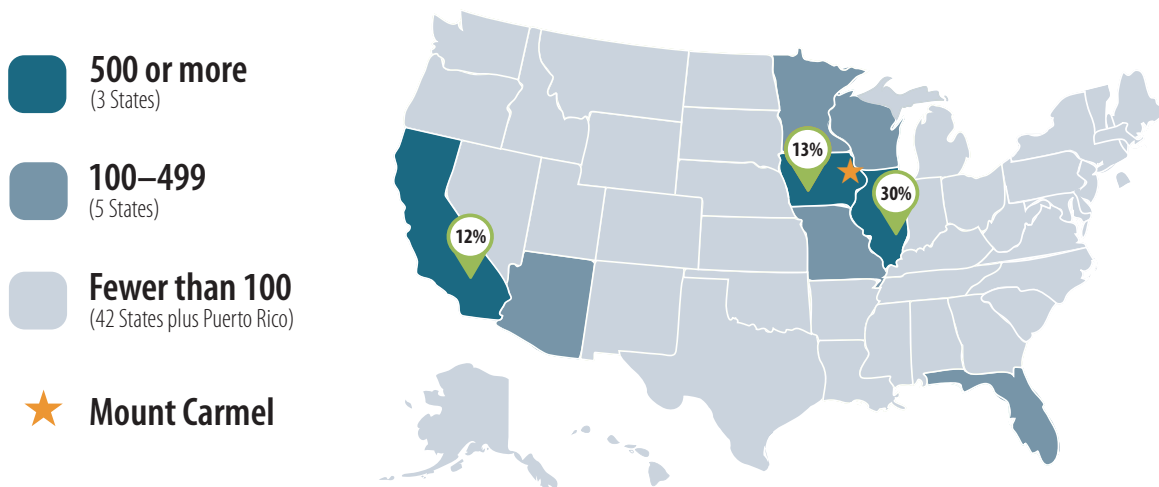 500 or more
(3 States)
100–499
(5 States)
Fewer than 100
(42 States plus Puerto Rico)
Mount Carmel
13%
30%
12%